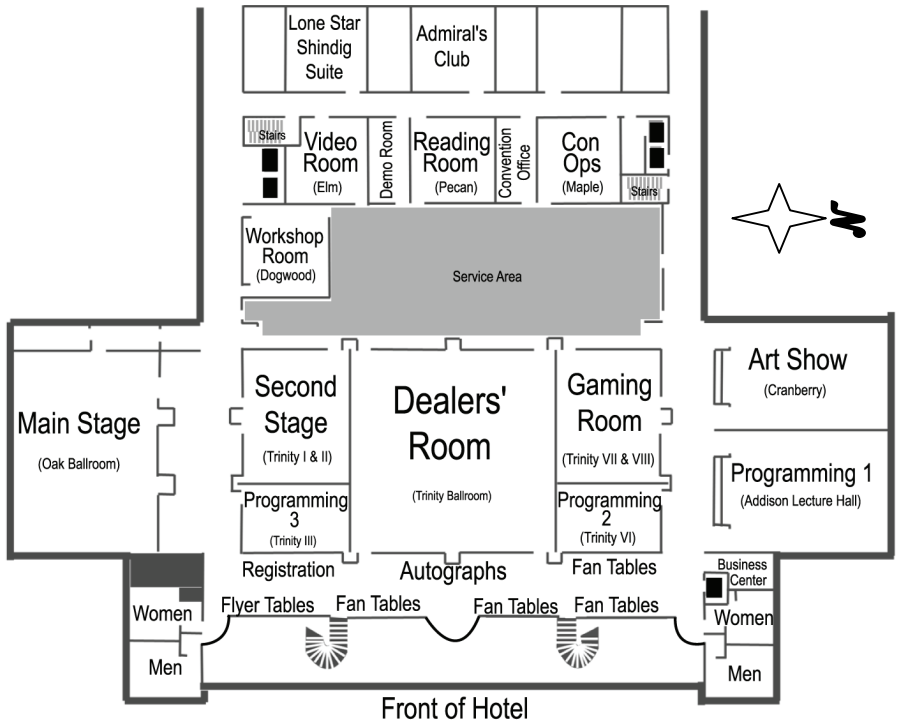 Lone Star
Shindig
Suite
Admiral's
Club
Stairs
Video
Room
(Elm)
Demo Room
Reading
Room
(Pecan)
Convention
Office
Con
Ops
(Maple)
Stairs
N
Workshop
Room
(Dogwood)
Service Area
Main Stage
(Oak Ballroom)
Second
Stage
(Trinity I & II)
Dealers'
Room
(Trinity Ballroom)
Gaming
Room
(Trinity VII & VIII)
Art Show
(Cranberry)
Programming 1
(Addison Lecture Hall)
Programming
3
(Trinity III)
Programming
2
(Trinity VI)
Registration
Autographs
Fan Tables
Business
Center
Women
Flyer Tables
Fan Tables
Fan Tables
Fan Tables
Women
Men
Men
Front of Hotel